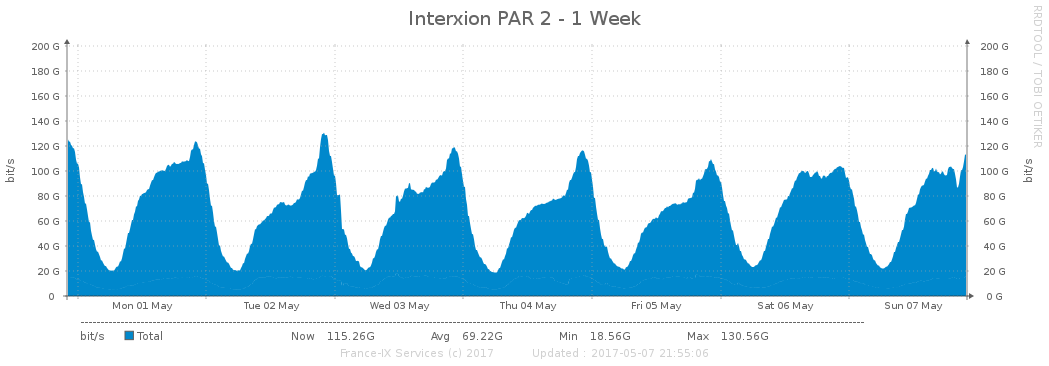 Interxion PAR 2 - 1 Week
RRDTOOL / TOBI OETIKER
bit/s
200 G 200 G
180 G 180 G
160 G 160 G
140 G 140 G
120 G 120 G
100 G 100 G
80 G 80 G
60 G 60 G
40 G 40 G
20 G 20 G
0 0 G
bit/s
Mon 01 May Tue 02 May Wed 03 May Thu 04 May Fri 05 May Sat 06 May Sun 07 May
bit/s Total Now 115.26G Avg 69.22G Min 18.56G Max 130.56G
France-IX Services (c) 2017 Updated : 2017-05-07 21:55:06